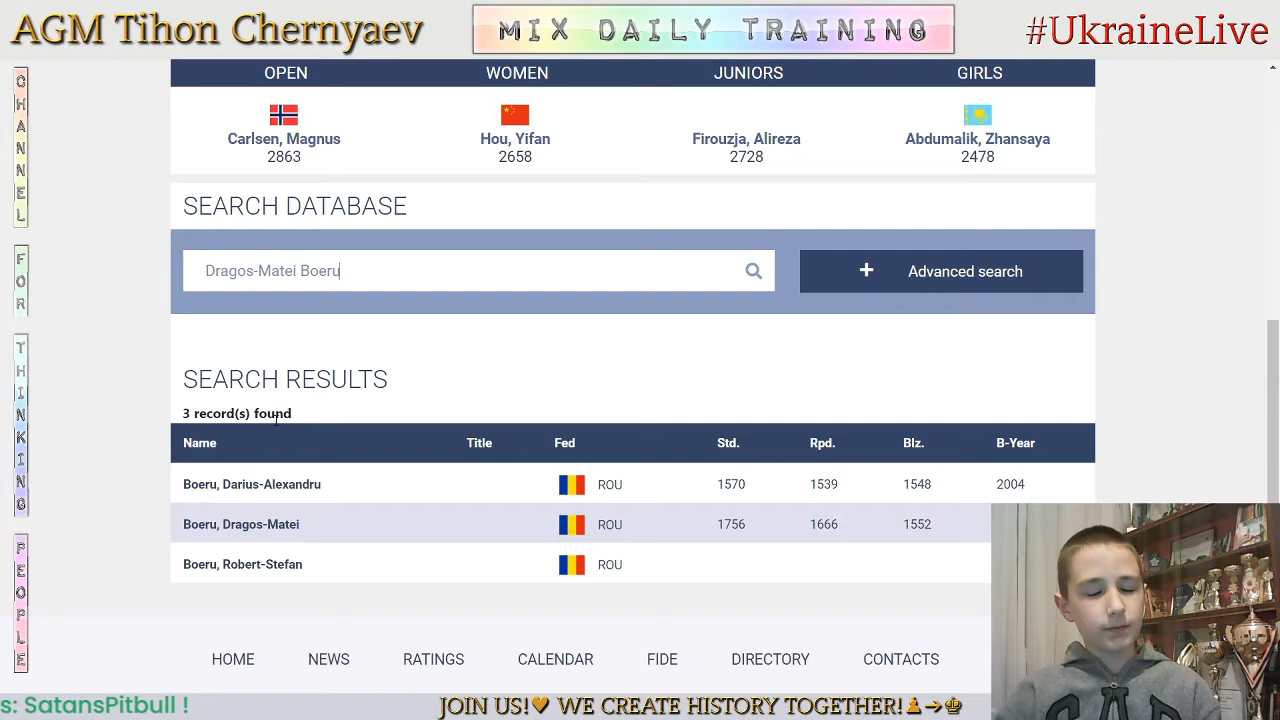 AGM Tihon Chernyaev
MIX DAILY TRAINING
#UkraineLive
CHANNEL
FOR
THINKING
PEOPLE
OPEN WOMEN JUNIORS GIRLS
Carlsen, Magnus Hou, Yifan Firouzja, Alireza Abdumalik, Zhansaya
2863 2658 2728 2478
SEARCH DATABASE
Dragos-Matei Boeru
+ Advanced search
SEARCH RESULTS
3 record(s) found
Name Title Fed Std. Rpd. Blz. B-Year
Boeru, Darius-Alexandru ROU 1570 1539 1548 2004
Boeru, Dragos-Matei ROU 1756 1666 1552
Boeru, Robert-Stefan ROU
HOME NEWS RATINGS CALENDAR FIDE DIRECTORY CONTACTS
s: SatansPitbull !
JOIN US!🧡 WE CREATE HISTORY TOGETHER!♟→♚